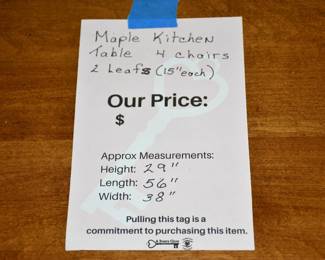 Maple Kitchen
Table 4 chairs
2 Leafs (15" each)
Our Price:
$
Approx Measurements:
Height: 29"
Length: 56"
Width: 38"
Pulling this tag is a
commitment to purchasing this item.